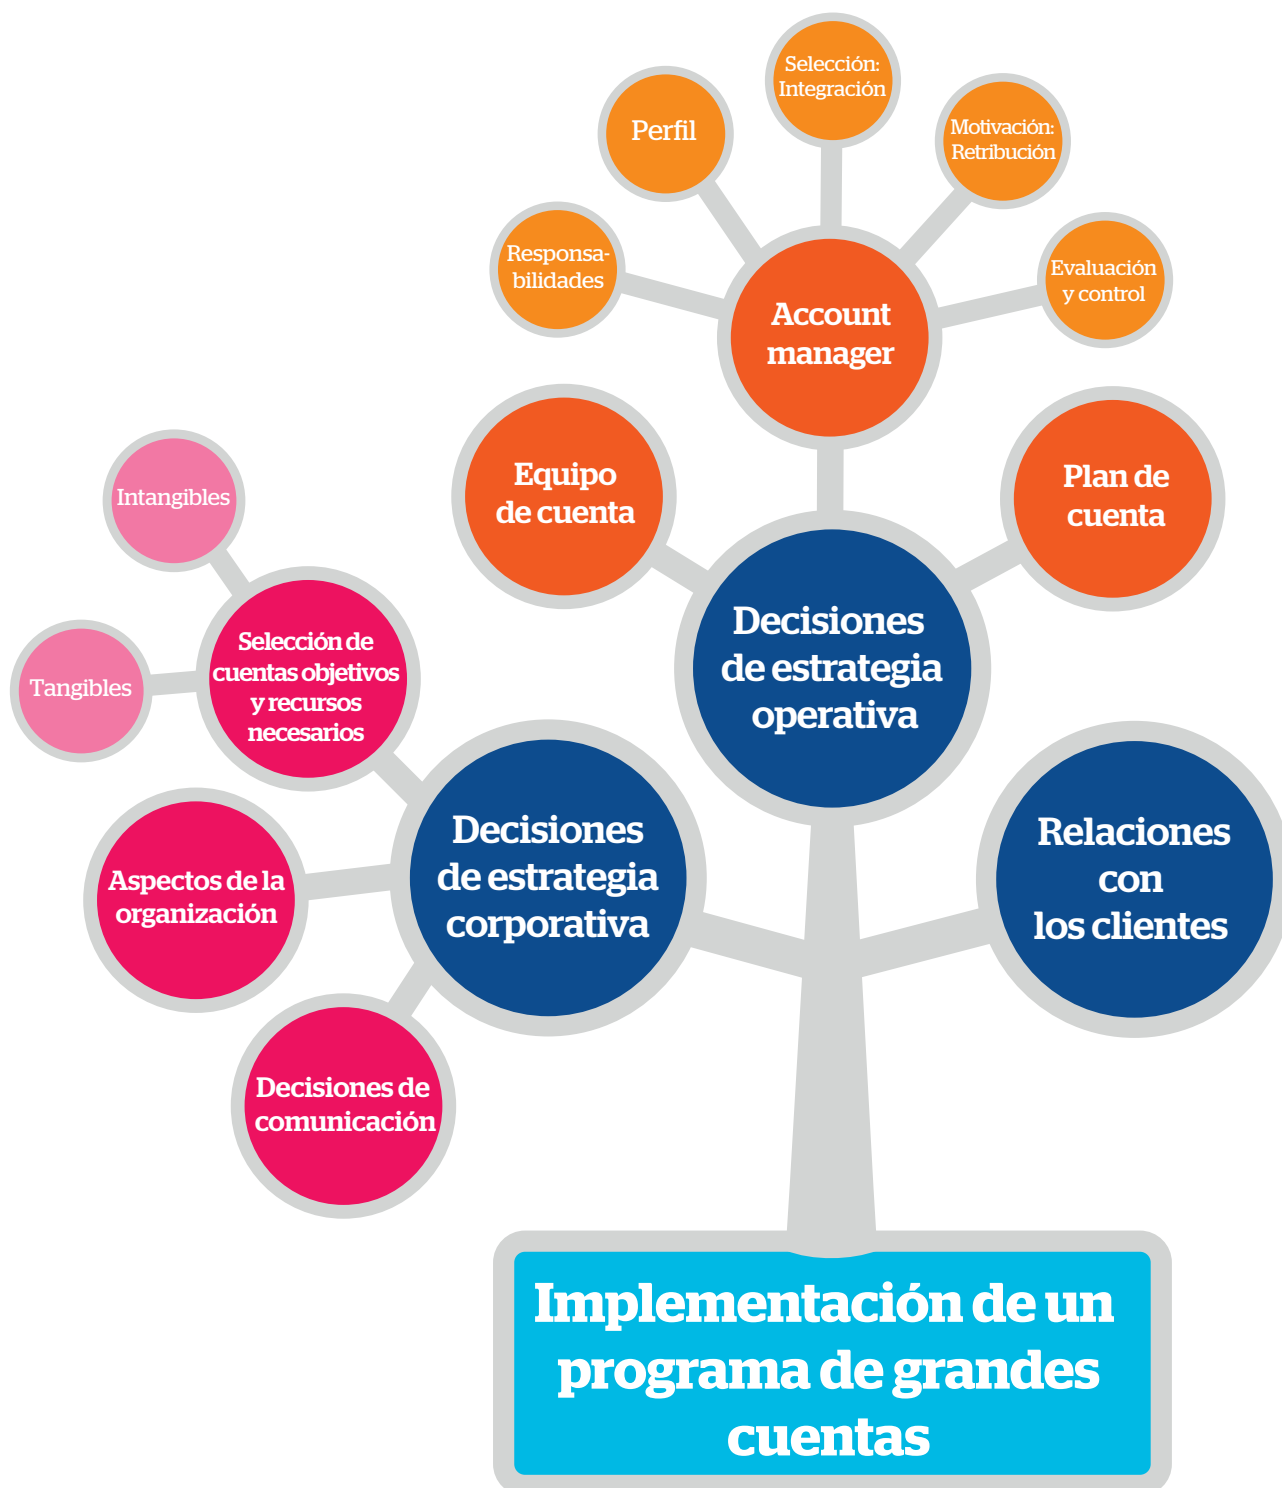 Selección:
Integración
Perfil
Motivación:
Retribución
Responsa-
bilidades
Evaluación
y control
Account
manager
Equipo
de cuenta
Plan de
cuenta
Intangibles
Tangibles
Selección de
cuentas objetivos
y recursos
necesarios
Decisiones
de estrategia
operativa
Decisiones
de estrategia
corporativa
Relaciones
con
los clientes
Aspectos de la
organización
Decisiones de
comunicación
Implementación de un
programa de grandes
cuentas